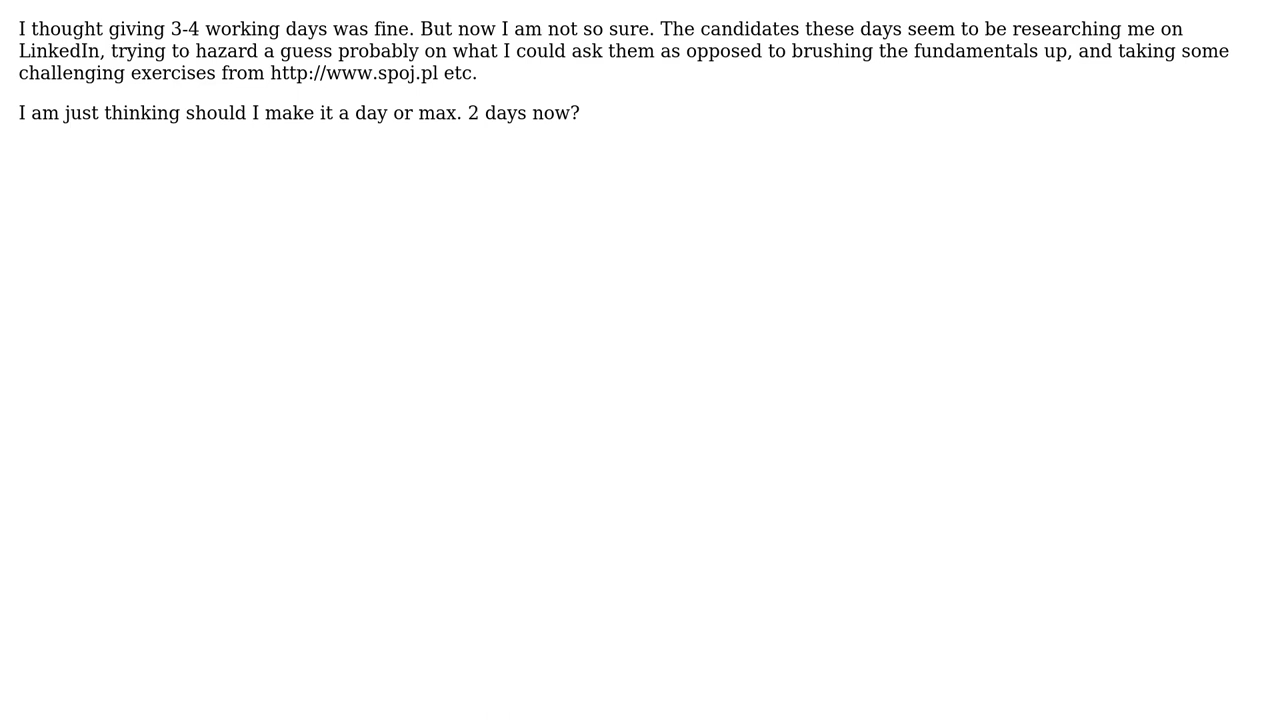 I thought giving 3-4 working days was fine. But now I am not so sure. The candidates these days seem to be researching me on
LinkedIn, trying to hazard a guess probably on what I could ask them as opposed to brushing the fundamentals up, and taking some
challenging exercises from http://www.spoj.pl etc.
I am just thinking should I make it a day or max. 2 days now?